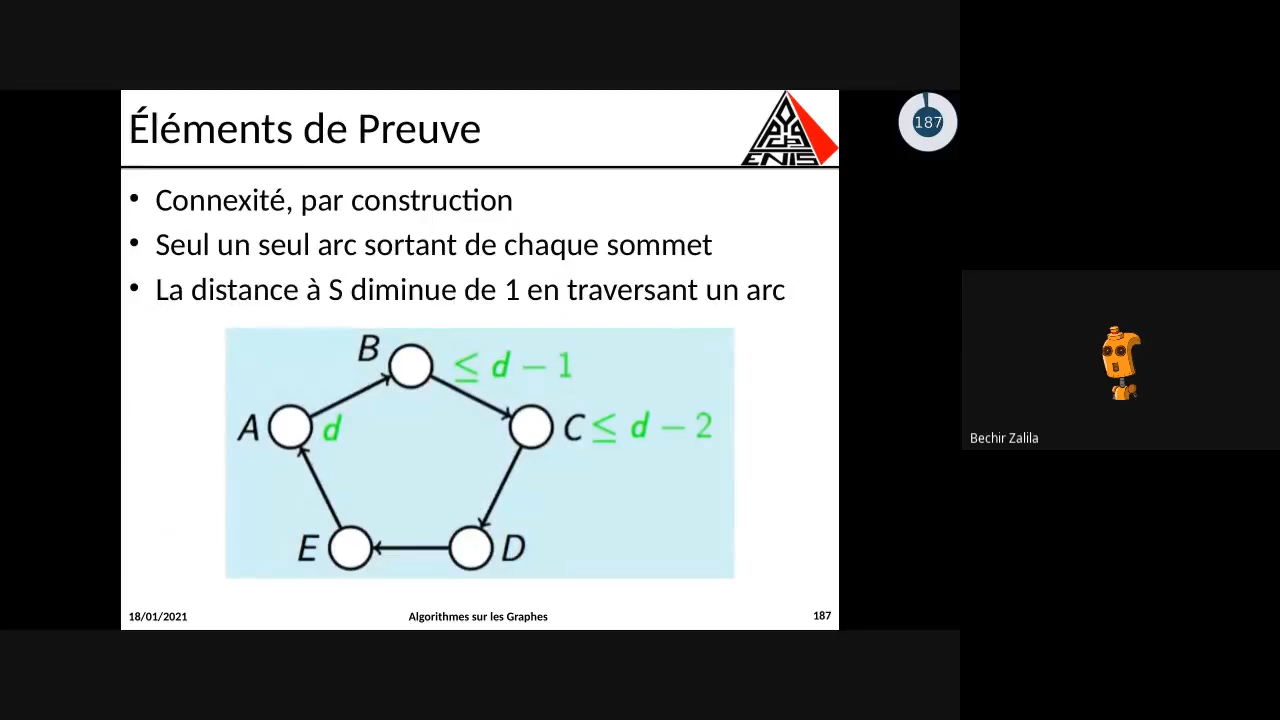 Éléments de Preuve
ENIS
187
• Connexité, par construction
• Seul un seul arc sortant de chaque sommet
• La distance à S diminue de 1 en traversant un arc
B ≤ d − 1
A d
C ≤ d − 2
E
D
Bechir Zalila
18/01/2021
Algorithmes sur les Graphes
187